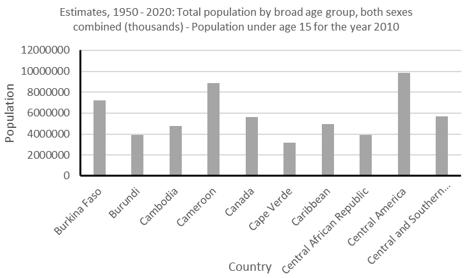 Estimates, 1950 - 2020: Total population by broad age group, both sexes
combined (thousands) - Population under age 15 for the year 2010
12000000
10000000
8000000
6000000
4000000
2000000
0
Population
Burkina Faso
Burundi
Cambodia
Cameroon
Canada
Cape Verde
Caribbean
Central African Republic
Central America
Central and Southern...
Country